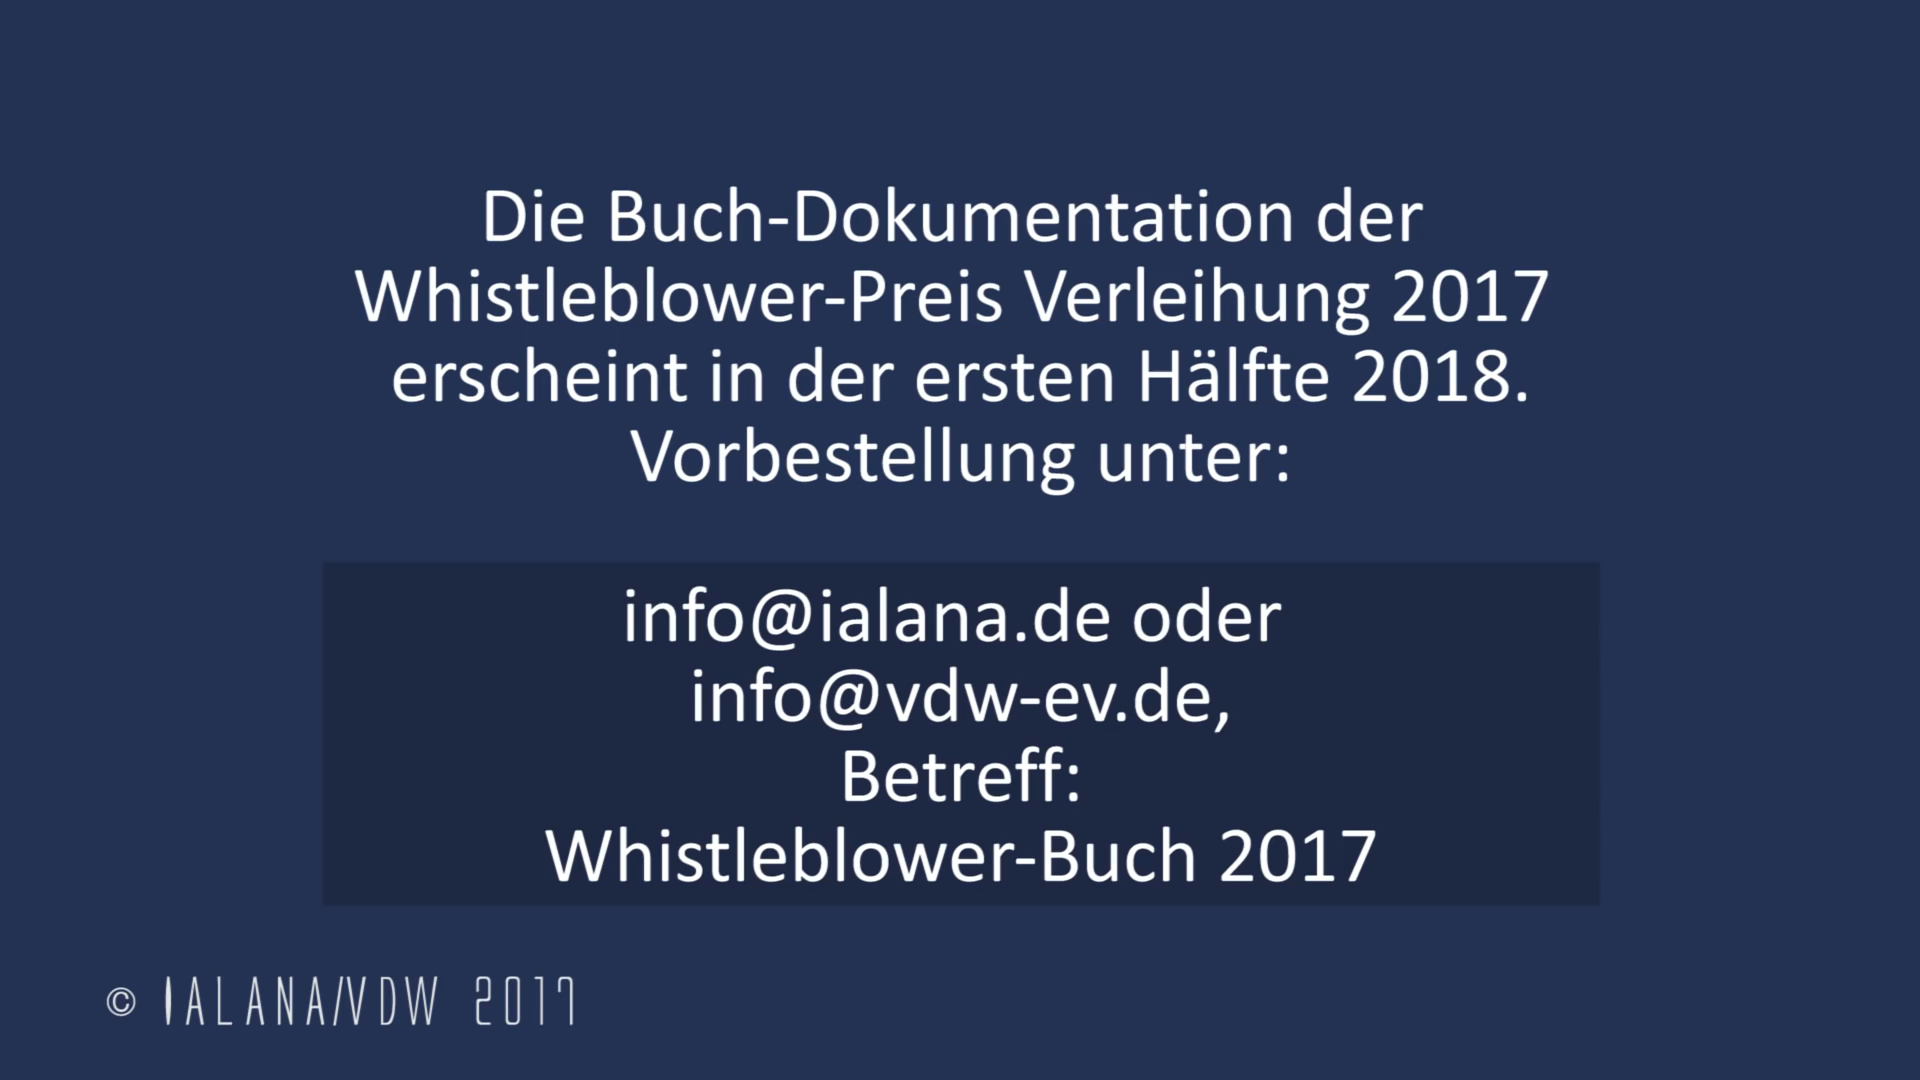 Die Buch-Dokumentation der
Whistleblower-Preis Verleihung 2017
erscheint in der ersten Hälfte 2018.
Vorbestellung unter:
info@ialana.de oder
info@vdw-ev.de,
Betreff:
Whistleblower-Buch 2017
© IALANA/VDW 2017